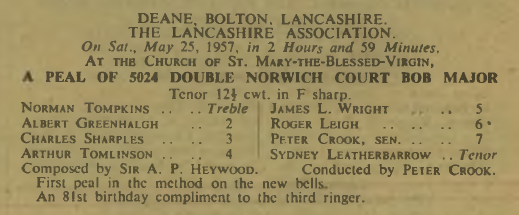 DEANE, BOLTON, LANCASHIRE.
THE LANCASHIRE ASSOCIATION.
On Sat., May 25, 1957, in 2 Hours and 59 Minutes,
AT THE CHURCH OF ST. MARY-THE-BLESSED-VIRGIN,
A PEAL OF 5024 DOUBLE NORWICH COURT BOB MAJOR
Tenor 12½ cwt. in F sharp.
NORMAN TOMPKINS .. .. Treble JAMES L. WRIGHT .. .. .. 5
ALBERT GREENHALGH .. 2 ROGER LEIGH .. .. .. .. 6
CHARLES SHARPLES .. .. 3 PETER CROOK, SEN. .. .. 7
ARTHUR TOMLINSON .. .. 4 SYDNEY LEATHERBARROW .. Tenor
Composed by SIR A. P. HEYWOOD. Conducted by PETER CROOK.
First peal in the method on the new bells.
An 81st birthday compliment to the third ringer.